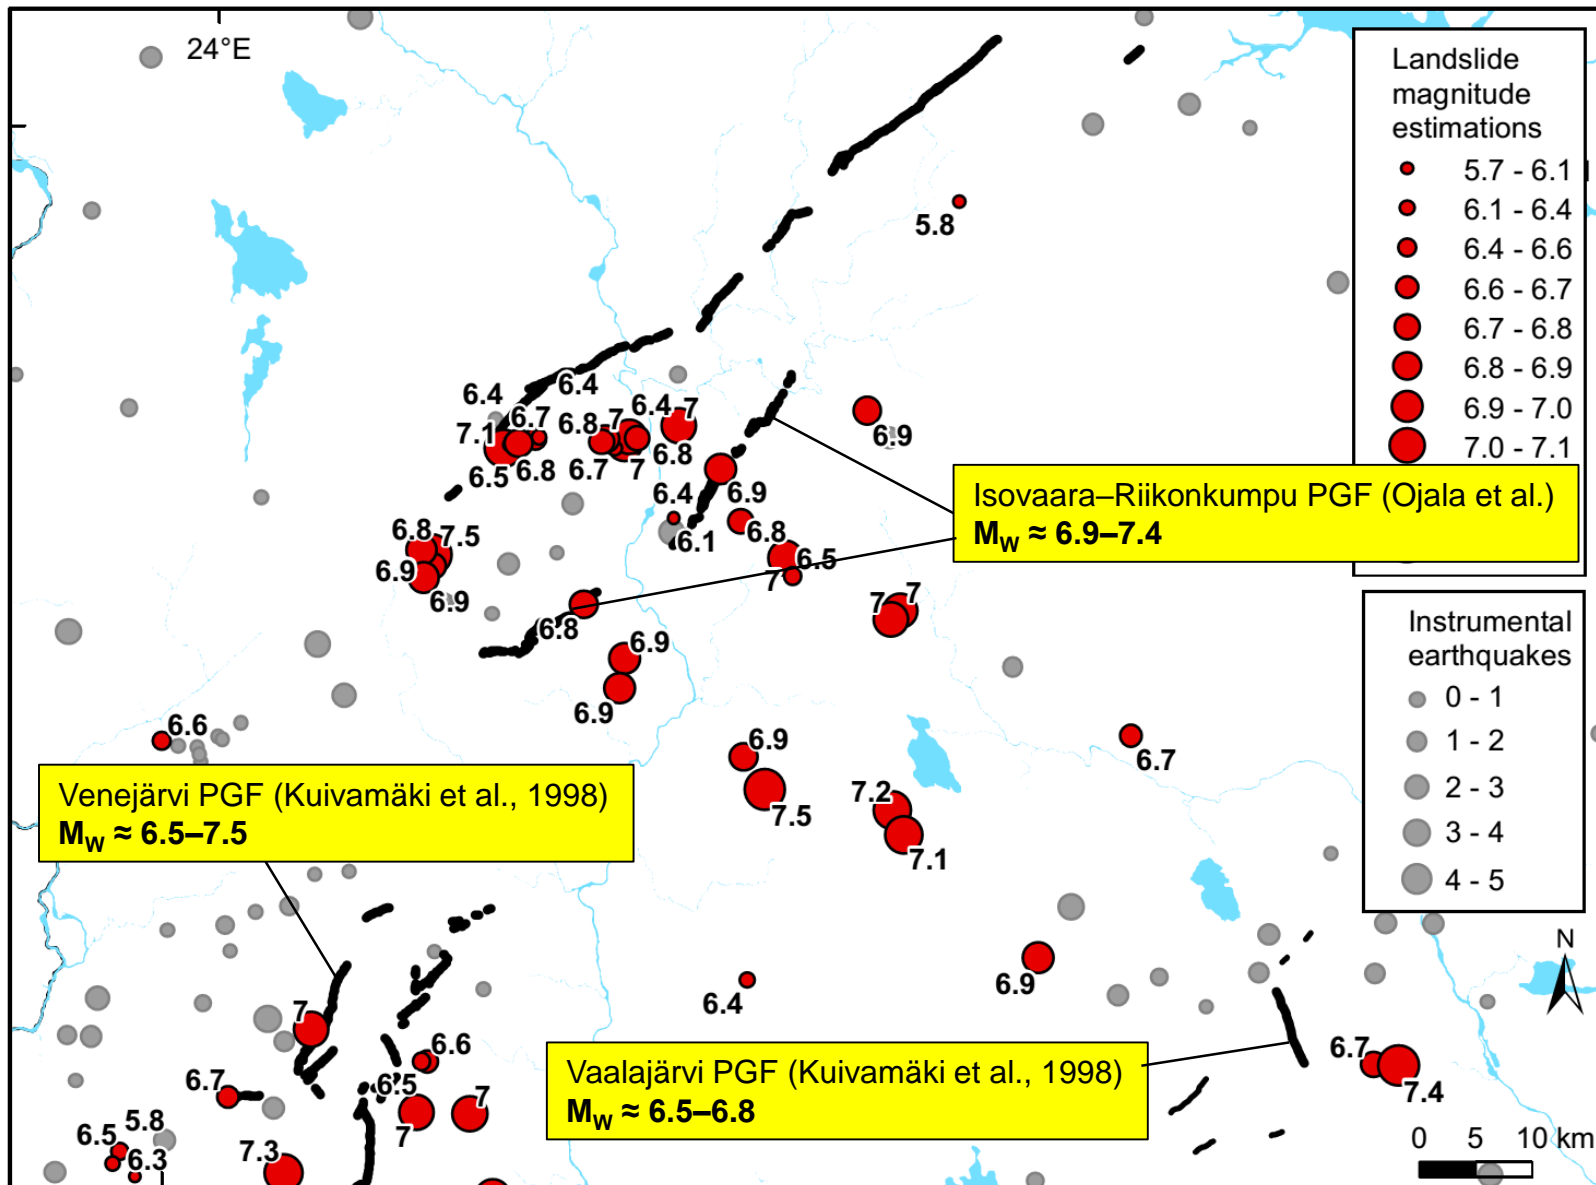 24°E
Landslide
magnitude
estimations
5.7 - 6.1
6.1 - 6.4
6.4 - 6.6
6.6 - 6.7
6.7 - 6.8
6.8 - 6.9
6.9 - 7.0
7.0 - 7.1
5.8
6.4
6.4
6.7
6.8
7
6.4
7
6.9
7.1
6.5
6.8
6.7
7
6.8
6.4
6.9
Isovaara–Riikonkumpu PGF (Ojala et al.)
Mw ≈ 6.9–7.4
6.8
7.5
6.1
6.8
6.5
7
6.9
6.9
7
7
6.8
6.9
6.9
Instrumental
earthquakes
0 - 1
1 - 2
2 - 3
3 - 4
4 - 5
6.6
6.9
6.7
7.5
7.2
7.1
Venejärvi PGF (Kuivamäki et al., 1998)
Mw ≈ 6.5–7.5
6.4
6.9
N
7
6.6
6.7
6.5
7
7
Vaalajärvi PGF (Kuivamäki et al., 1998)
Mw ≈ 6.5–6.8
6.7
7.4
5.8
6.5
6.3
7.3
0 5 10 km